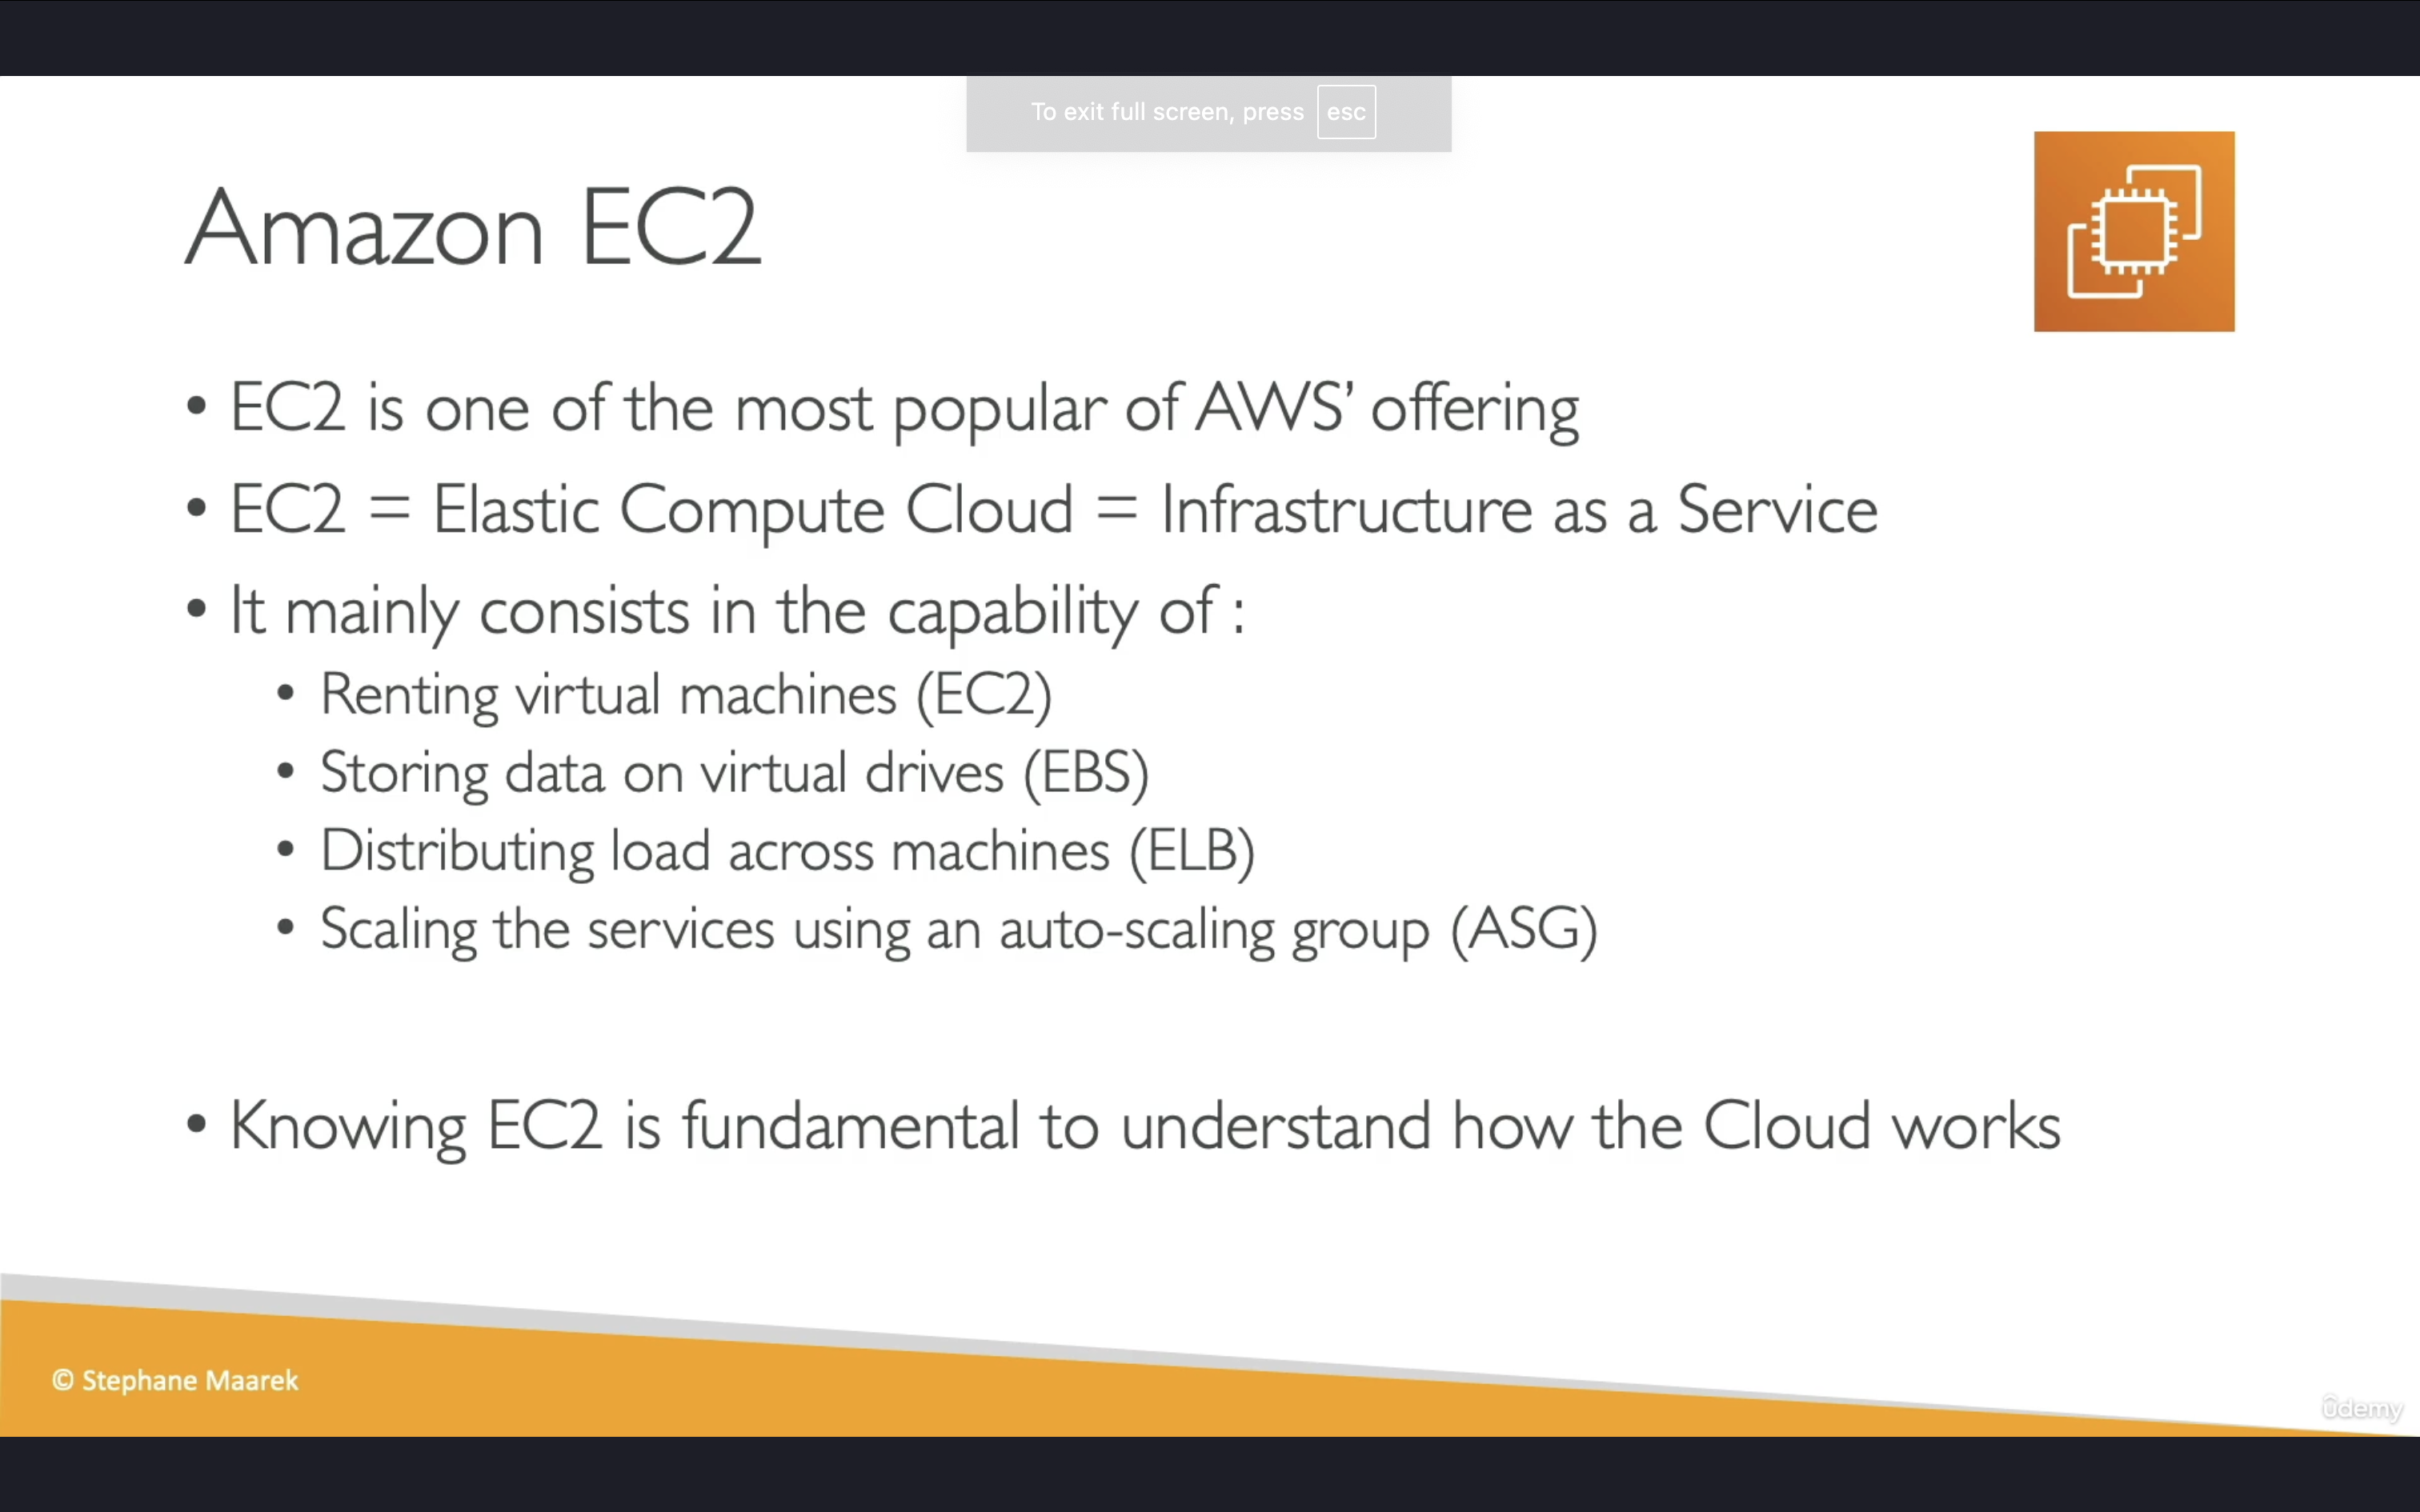 To exit full screen, press esc
Amazon EC2
• EC2 is one of the most popular of AWS’ offering
• EC2 = Elastic Compute Cloud = Infrastructure as a Service
• It mainly consists in the capability of :
• Renting virtual machines (EC2)
• Storing data on virtual drives (EBS)
• Distributing load across machines (ELB)
• Scaling the services using an auto-scaling group (ASG)
• Knowing EC2 is fundamental to understand how the Cloud works
© Stephane Maarek
ûdemy